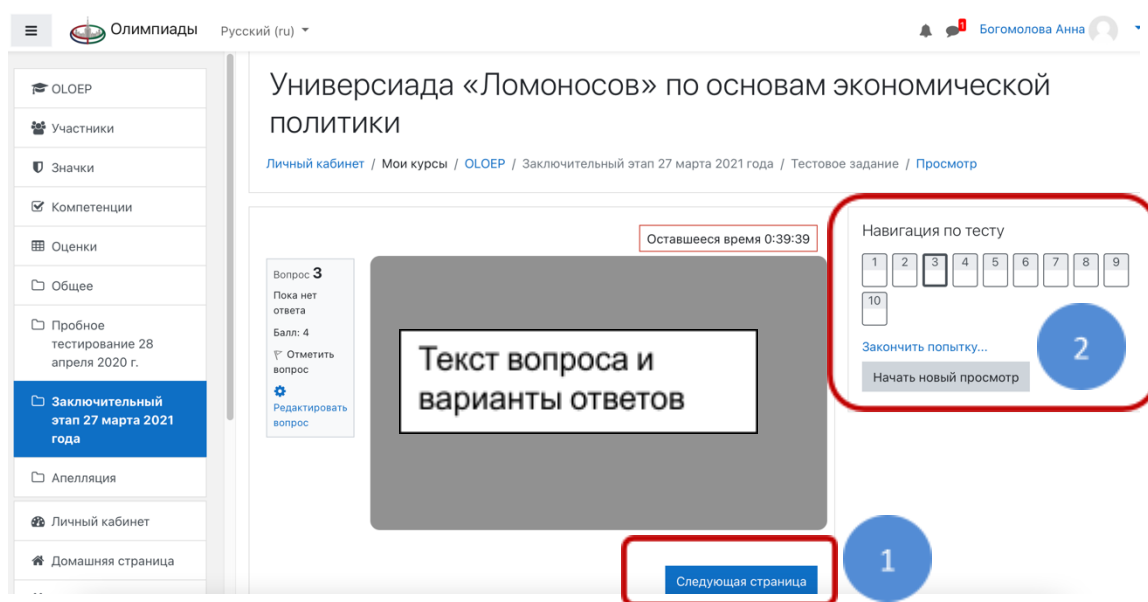 Олимпиады
Русский (ru)
1
Богомолова Анна
OLOEP
Участники
Значки
Компетенции
Оценки
Общее
Пробное
тестирование 28
апреля 2020 г.
Заключительный
этап 27 марта 2021
года
Апелляция
Личный кабинет
Домашняя страница
Универсиада «Ломоносов» по основам экономической
политики
Личный кабинет / Мои курсы / OLOEP / Заключительный этап 27 марта 2021 года / Тестовое задание / Просмотр
Оставшееся время 0:39:39
Вопрос 3
Пока нет
ответа
Балл: 4
Отметить
вопрос
Редактировать
вопрос
Текст вопроса и
варианты ответов
Следующая страница
1
Навигация по тесту
1 2 3 4 5 6 7 8 9
10
Закончить попытку...
Начать новый просмотр
2